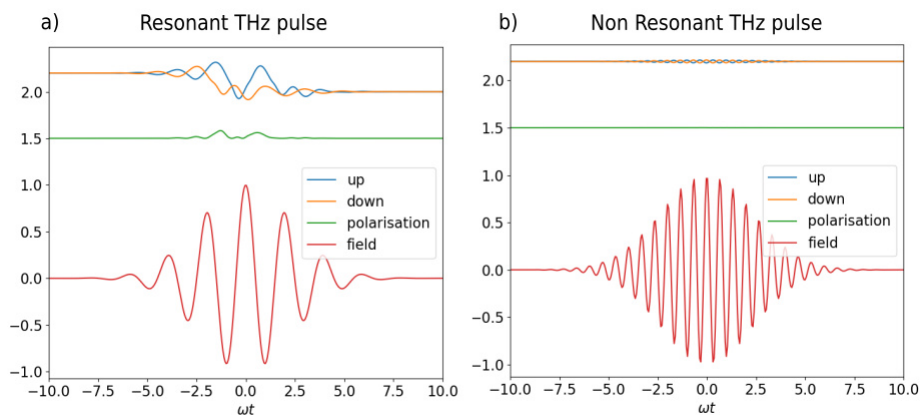 a) Resonant THz pulse
2.0
1.5
1.0
0.5
0.0
−0.5
−1.0
up
down
polarisation
field
−10.0 −7.5 −5.0 −2.5 0.0 2.5 5.0 7.5 10.0
ωt
b) Non Resonant THz pulse
2.0
1.5
1.0
0.5
0.0
−0.5
−1.0
up
down
polarisation
field
−10.0 −7.5 −5.0 −2.5 0.0 2.5 5.0 7.5 10.0
ωt